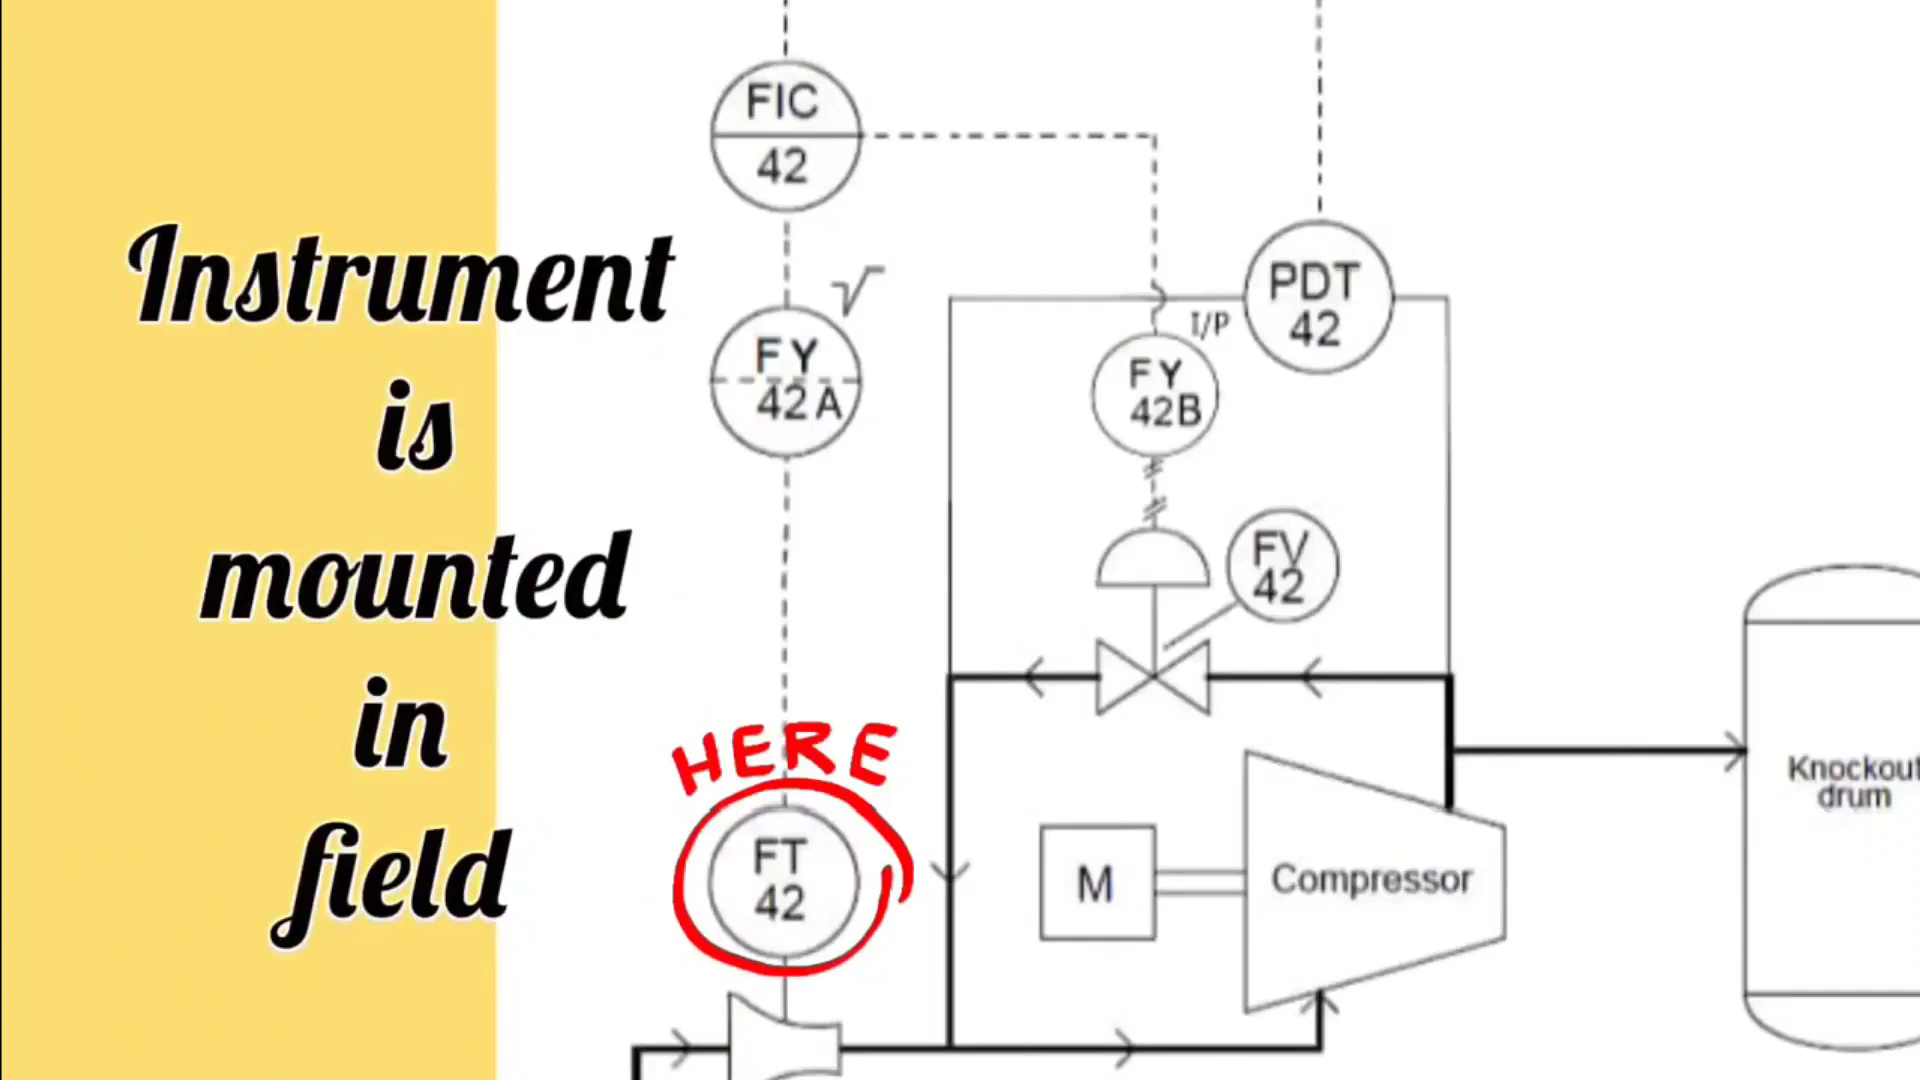 Instrument
is
mounted
in
field
FIC
42
FY
42A
I/P
PDT
42
FY
42B
FV
42
HERE
FT
42
M
Compressor
Knockout
drum